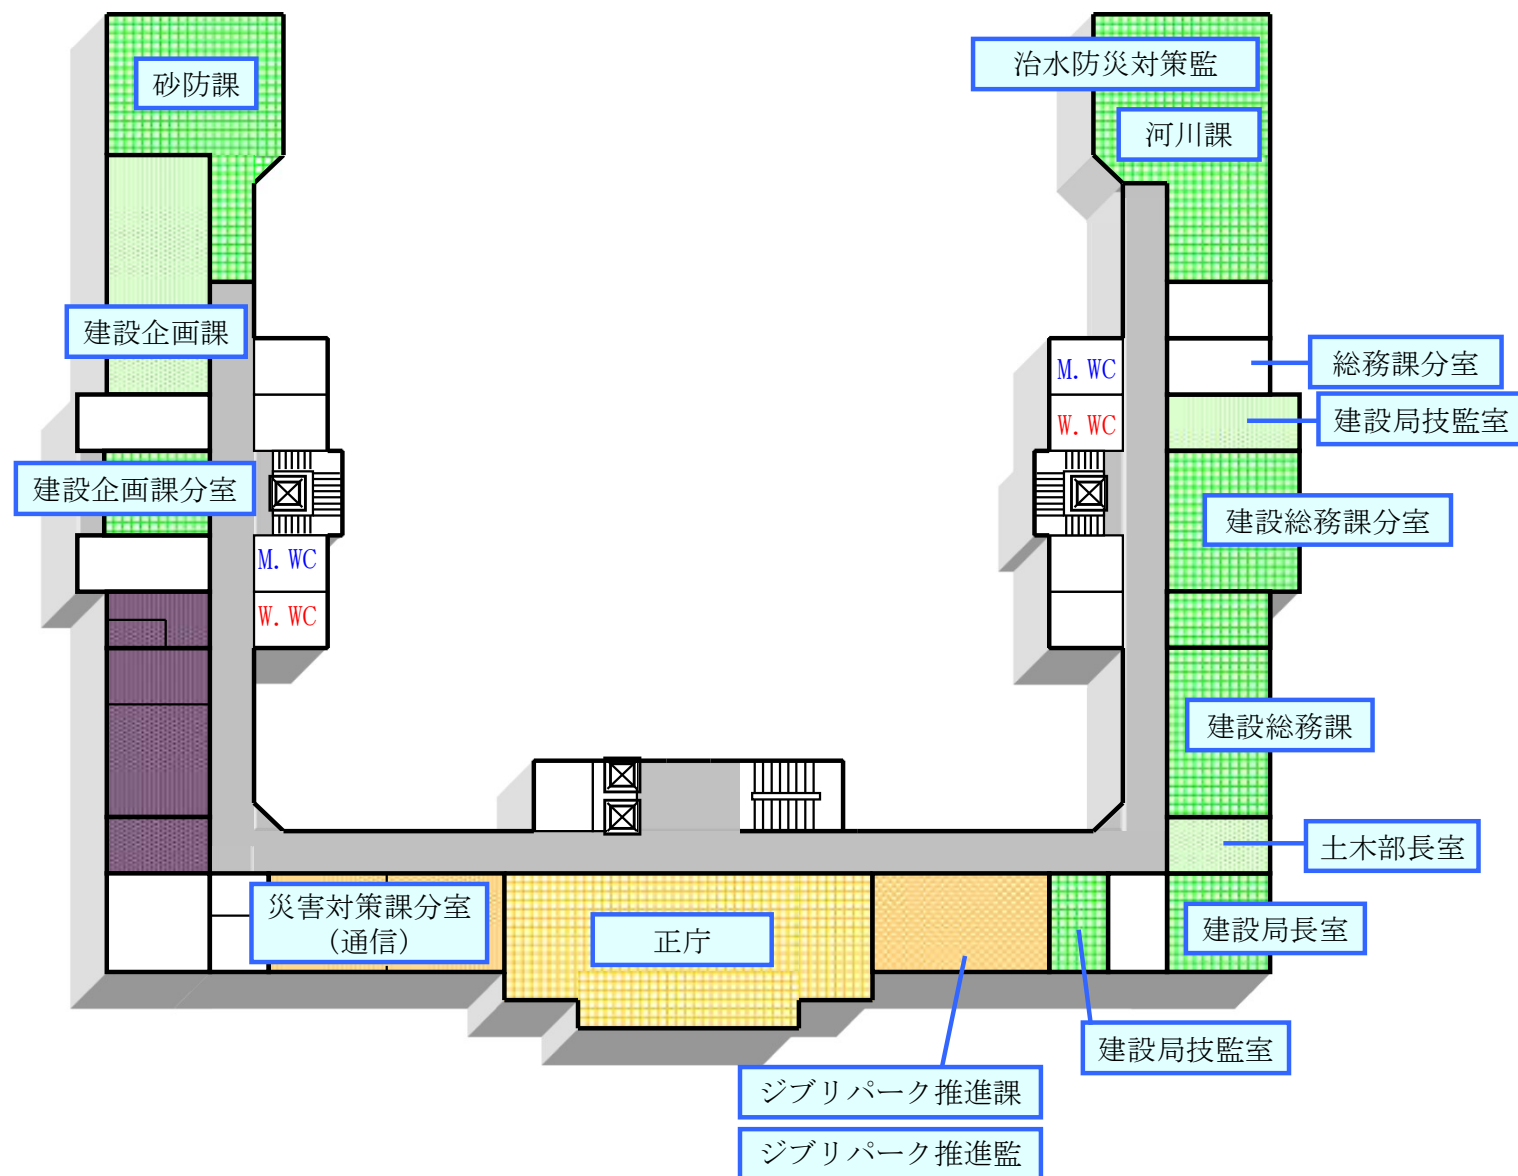 砂防課
治水防災対策監
河川課
建設企画課
総務課分室
M. WC
W. WC
建設局技監室
建設企画課分室
建設総務課分室
M. WC
W. WC
建設総務課
土木部長室
災害対策課分室
(通信)
正庁
建設局長室
建設局技監室
ジブリパーク推進課
ジブリパーク推進監